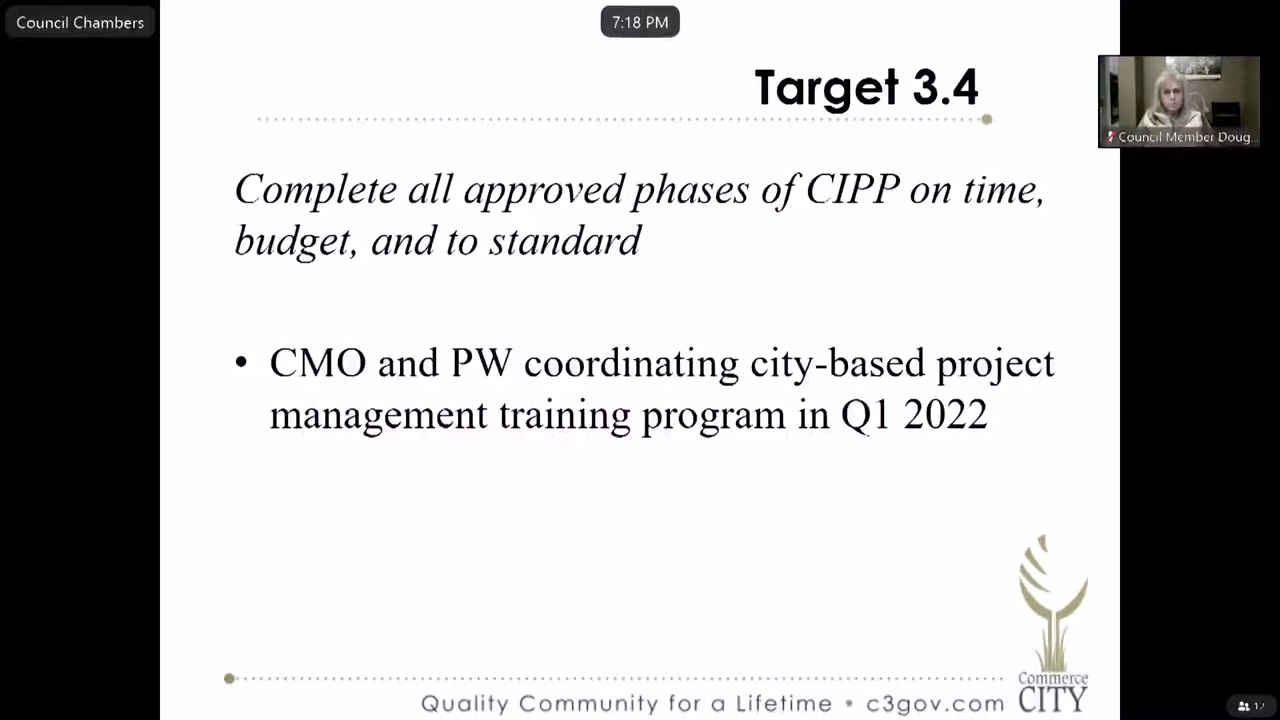 Council Chambers
7:18 PM
Target 3.4
Council Member Doug...
Complete all approved phases of CIPP on time,
budget, and to standard
• CMO and PW coordinating city-based project
management training program in Q1 2022
Commerce
CITY
Quality Community for a Lifetime • c3gov.com
12